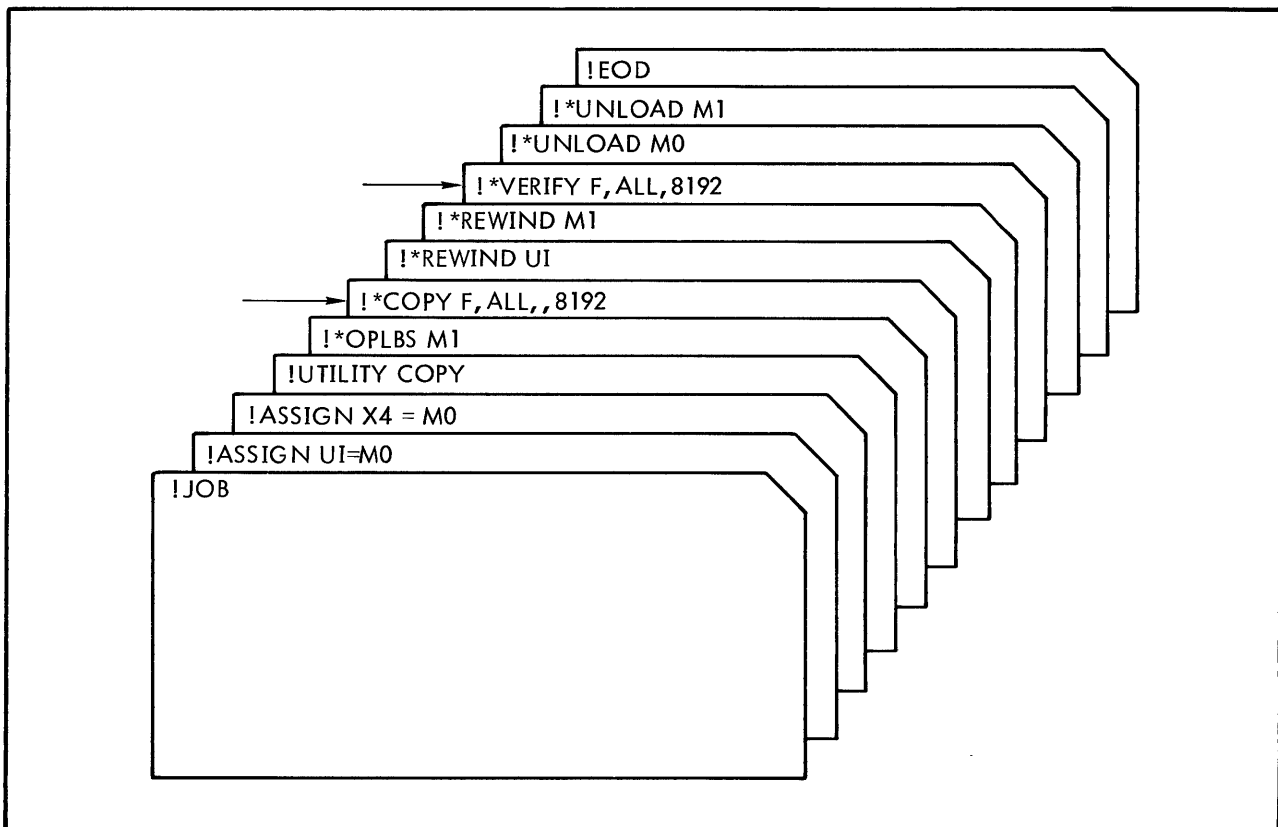 !EOD
!*UNLOAD M1
!*UNLOAD M0
!*VERIFY F,ALL,8192
!*REWIND M1
!*REWIND UI
!*COPY F,ALL,,8192
!*OPLBS M1
!UTILITY COPY
!ASSIGN X4 = M0
!ASSIGN UI=M0
!JOB